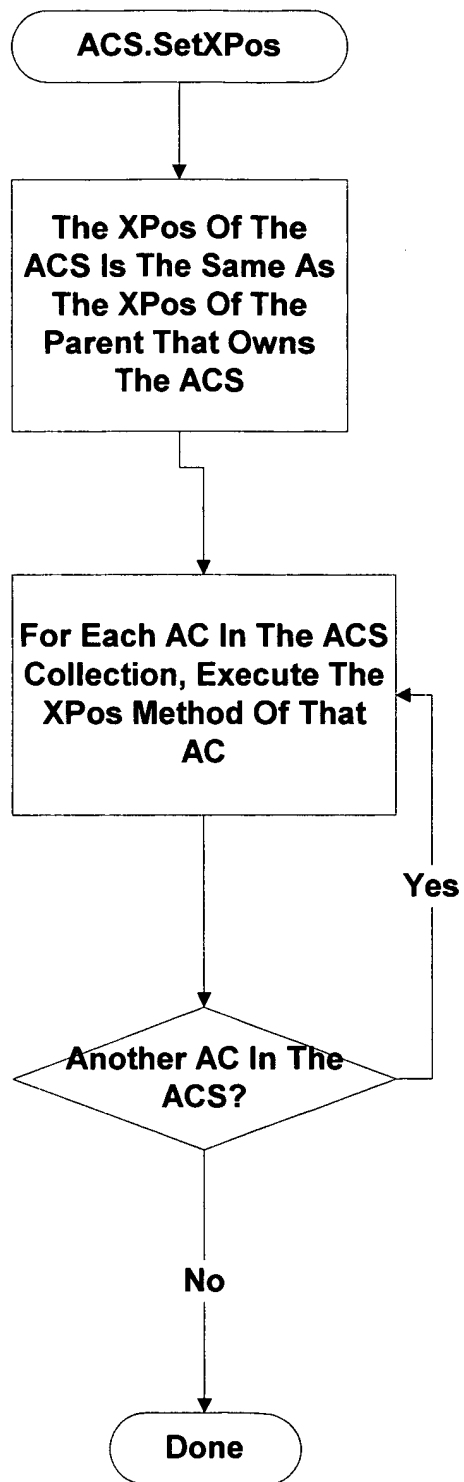 ACS.SetXPos
The XPos Of The
ACS Is The Same As
The XPos Of The
Parent That Owns
The ACS
For Each AC In The ACS
Collection, Execute The
XPos Method Of That
AC
Yes
Another AC In The
ACS?
No
Done